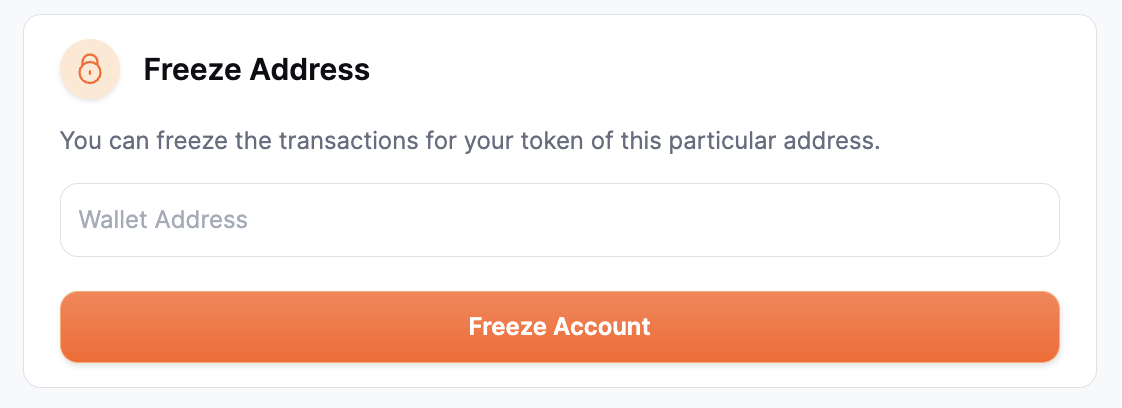 Freeze Address
You can freeze the transactions for your token of this particular address.
Wallet Address
Freeze Account